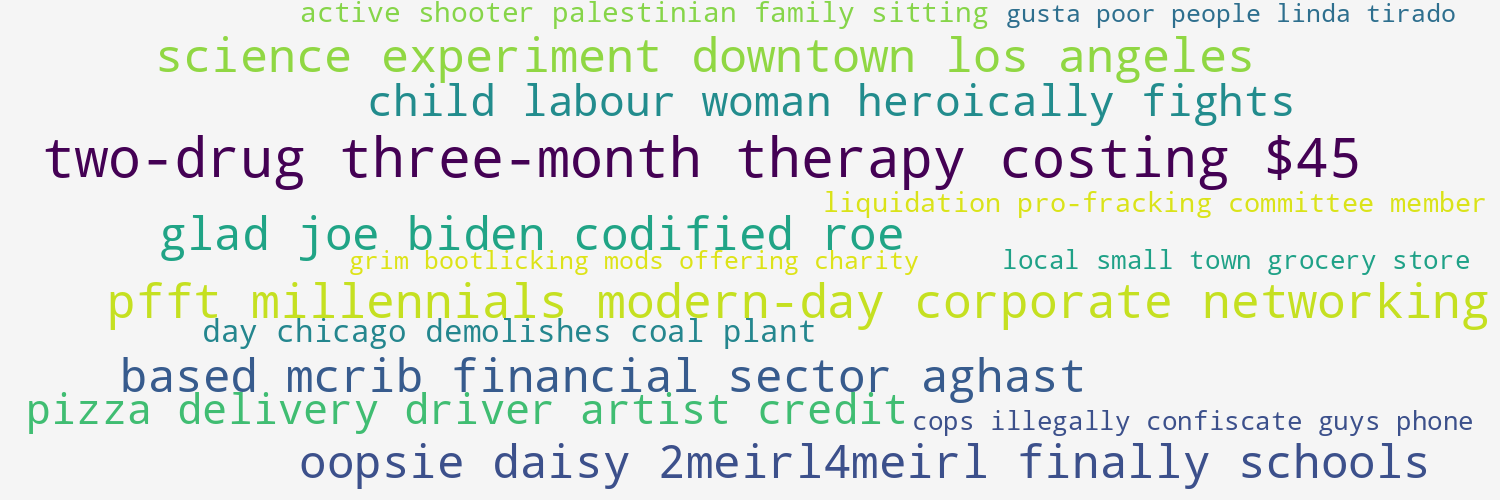 active shooter palestinian family sitting
gusta poor people linda tirado
science experiment downtown los angeles
child labour woman heroically fights
two-drug three-month therapy costing $45
liquidation pro-fracking committee member
glad joe biden codified roe
grim bootlicking mods offering charity
local small town grocery store
pfft millennials modern-day corporate networking
day chicago demolishes coal plant
based mcrib financial sector aghast
pizza delivery driver artist credit
cops illegally confiscate guys phone
oopsie daisy 2meirl4meirl finally schools